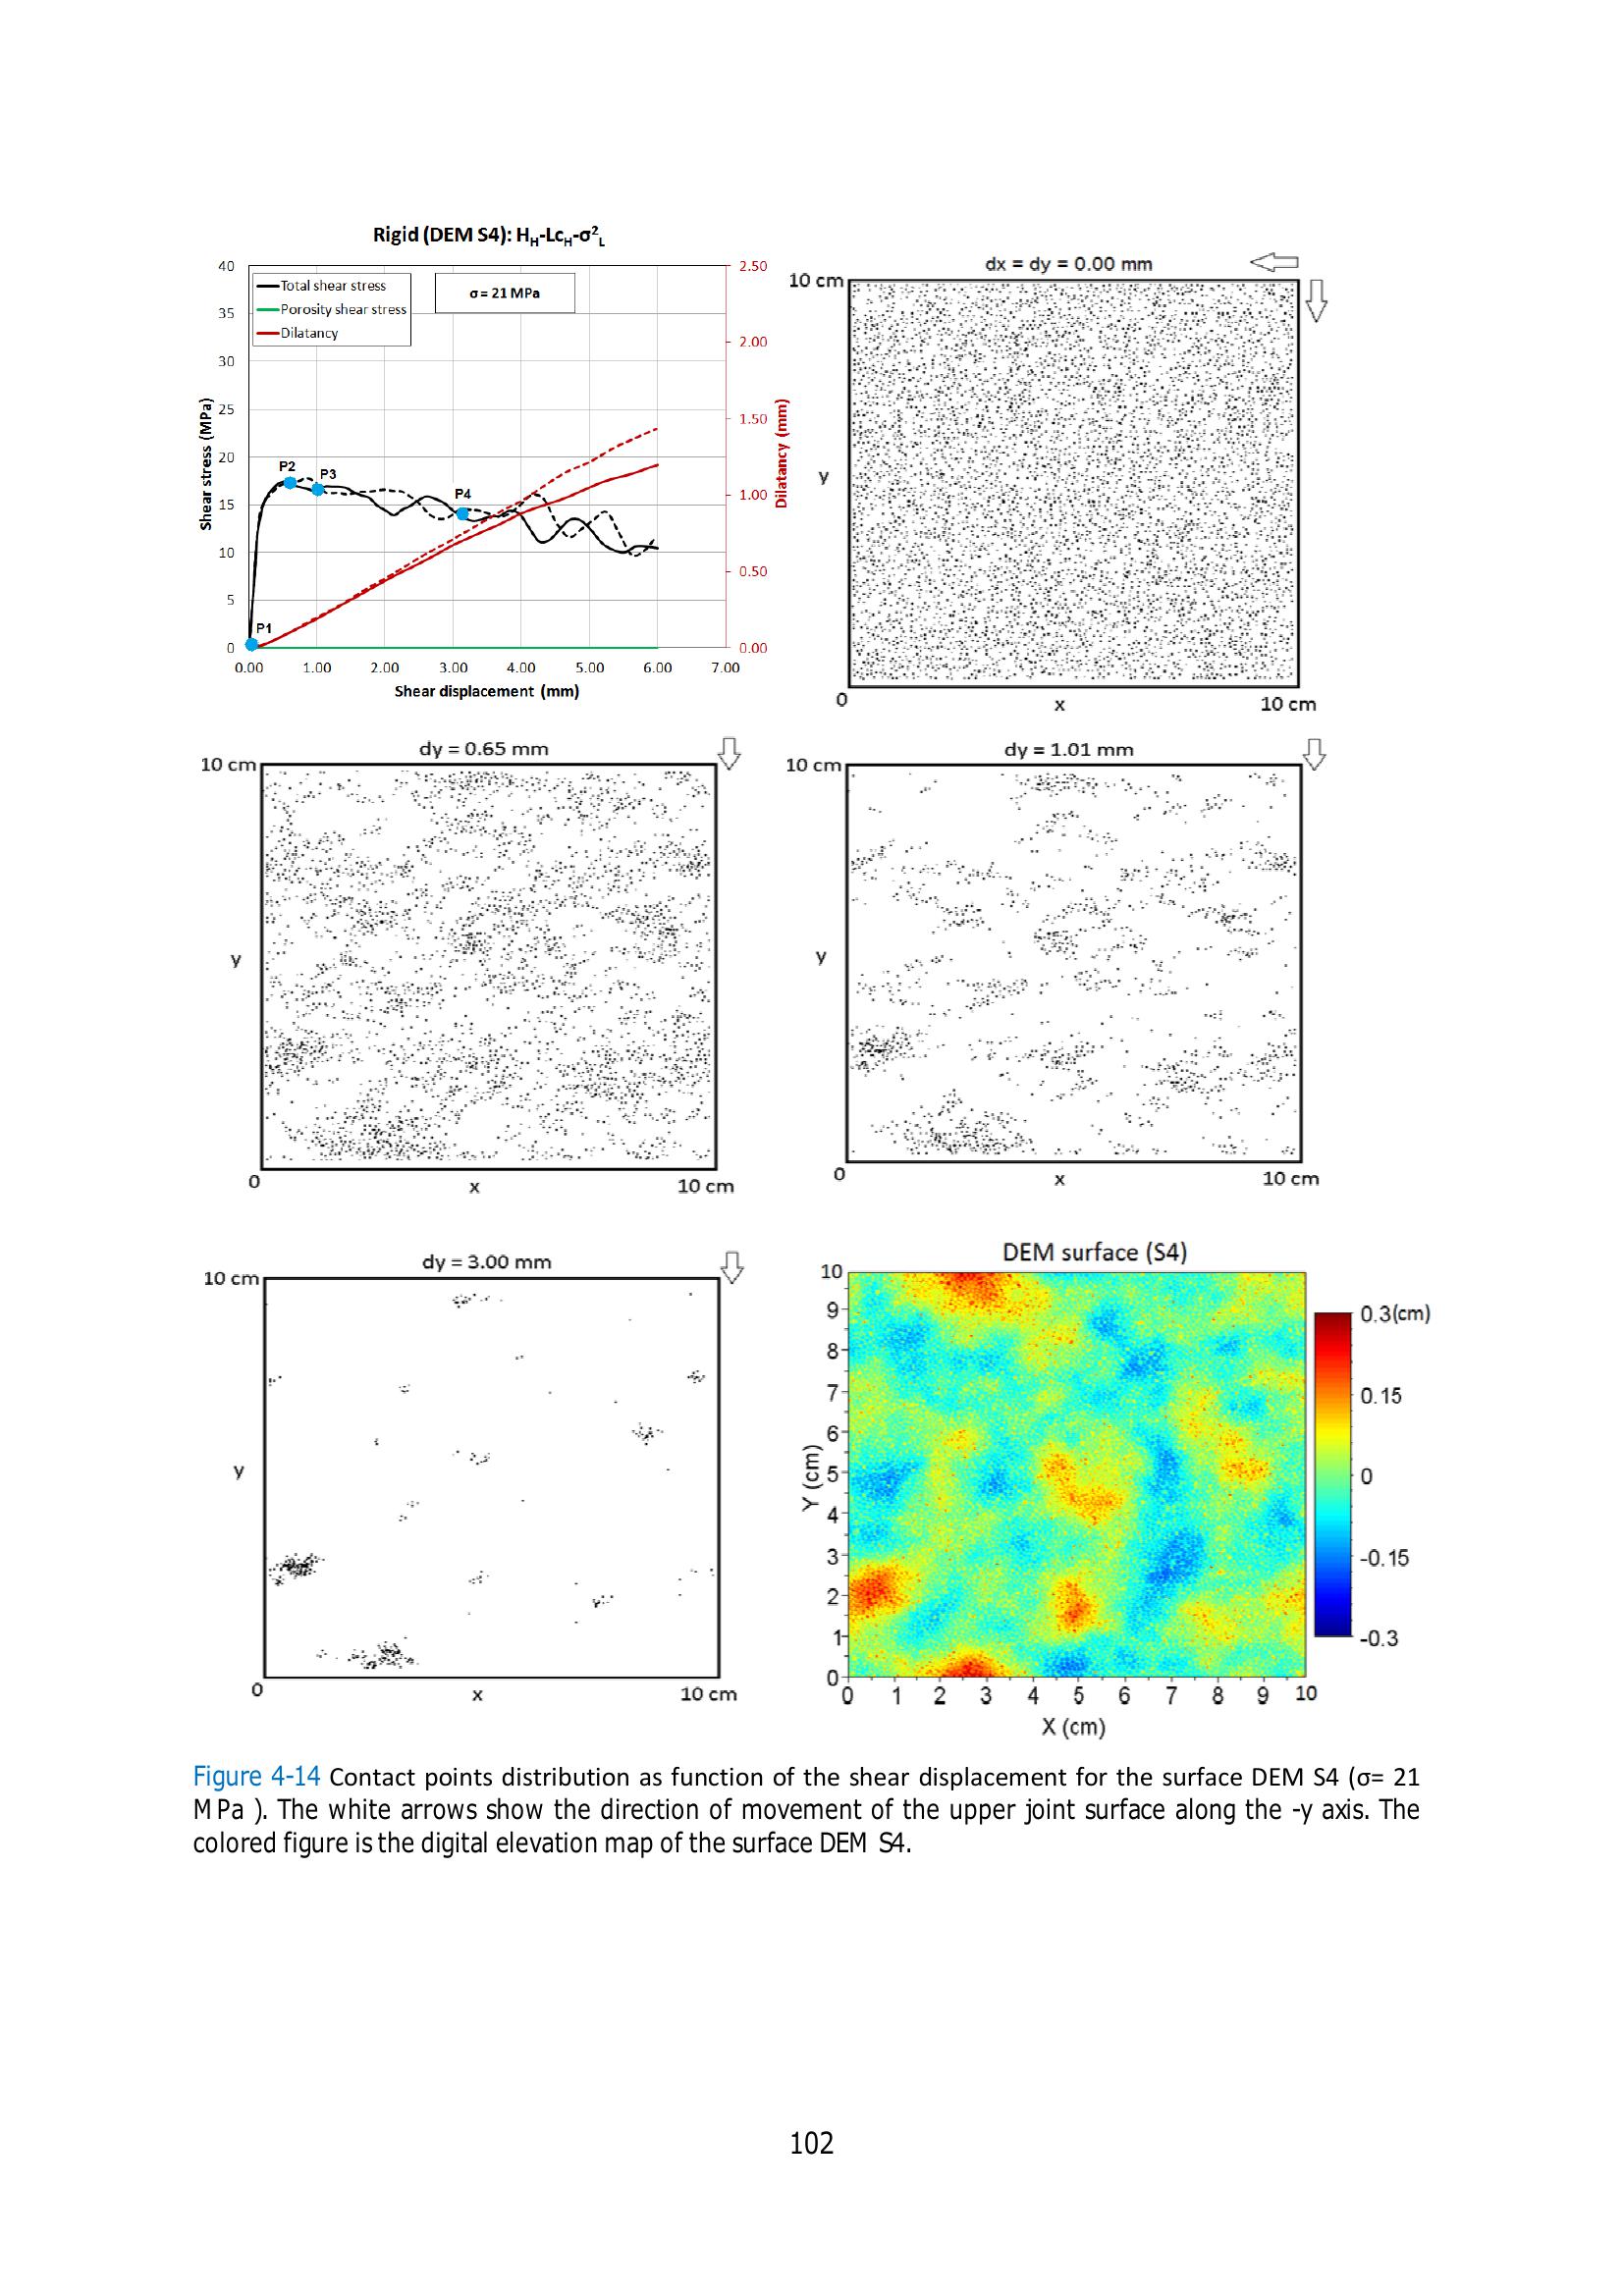 Rigid (DEM S4): H_H-Lc_H-σ²_L
40
35
30
25
20
15
10
5
0
Shear stress (MPa)
Total shear stress
Porosity shear stress
Dilatancy
σ = 21 MPa
P1
P2
P3
P4
2.50
2.00
1.50
1.00
0.50
0.00
Dilatancy (mm)
0.00 1.00 2.00 3.00 4.00 5.00 6.00 7.00
Shear displacement (mm)
dx = dy = 0.00 mm
10 cm
y
0 x 10 cm
dy = 0.65 mm
10 cm
y
0 x 10 cm
dy = 1.01 mm
10 cm
y
0 x 10 cm
dy = 3.00 mm
10 cm
y
0 x 10 cm
DEM surface (S4)
10
9
8
7
6
5
4
3
2
1
0
Y (cm)
0 1 2 3 4 5 6 7 8 9 10
X (cm)
0.3(cm)
0.15
0
-0.15
-0.3
Figure 4-14 Contact points distribution as function of the shear displacement for the surface DEM S4 (σ= 21
MPa ). The white arrows show the direction of movement of the upper joint surface along the -y axis. The
colored figure is the digital elevation map of the surface DEM S4.
102